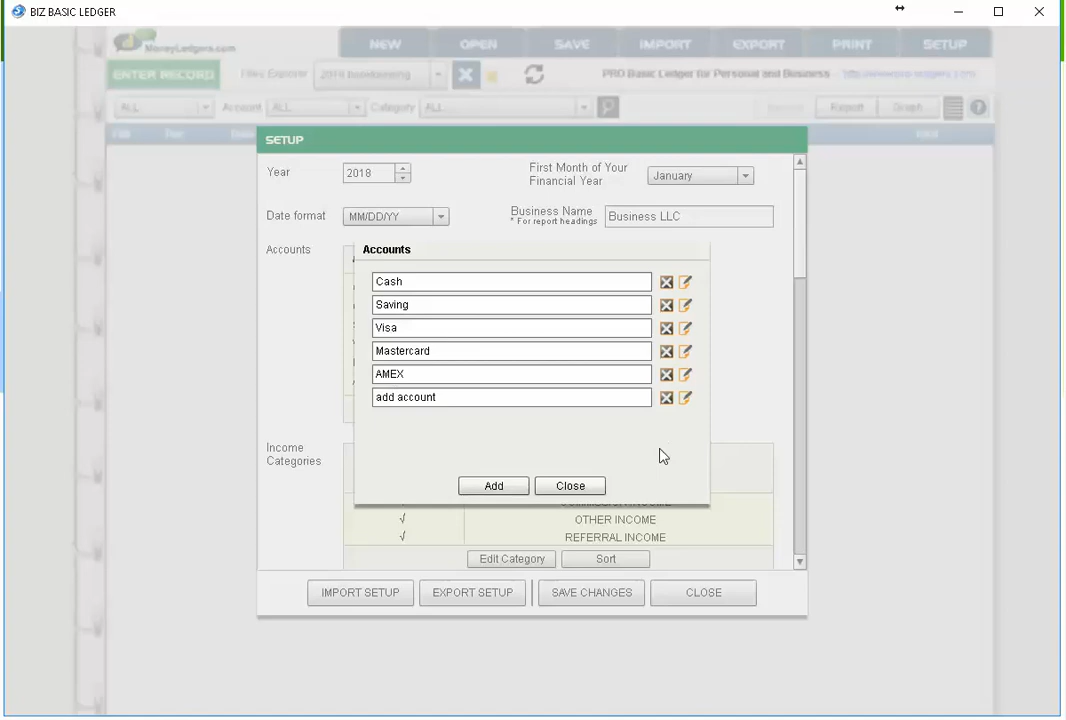 BIZ BASIC LEDGER
MoneyLedgers.com
NEW
OPEN
SAVE
IMPORT
EXPORT
PRINT
SETUP
ENTER RECORD
Files Explorer
2018 bookkeeping
PRO Basic Ledger for Personal and Business
ALL
Account
ALL
Category
ALL
Report
Graph
SETUP
Year
2018
First Month of Your
Financial Year
January
Date format
MM/DD/YY
Business Name
* For report headings
Business LLC
Accounts
Accounts
Cash
Saving
Visa
Mastercard
AMEX
add account
Add
Close
Income
Categories
√
OTHER INCOME
√
REFERRAL INCOME
Edit Category
Sort
IMPORT SETUP
EXPORT SETUP
SAVE CHANGES
CLOSE